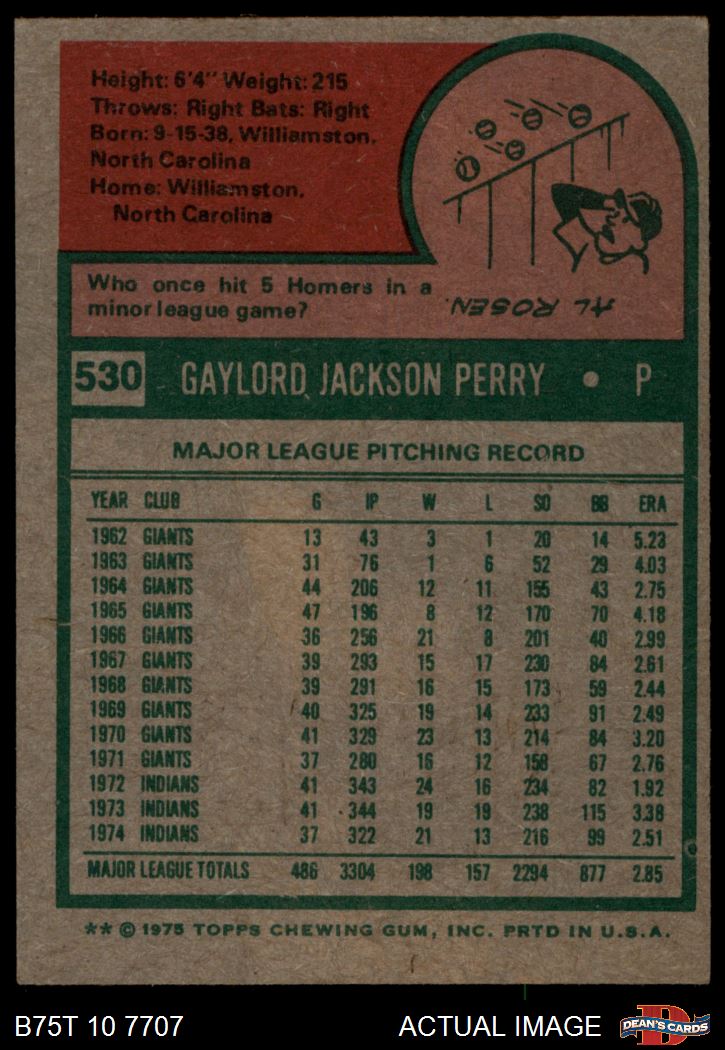 Height: 6'4" Weight: 215
Throws: Right Bats: Right
Born: 9-15-38, Williamston,
North Carolina
Home: Williamston,
North Carolina
Who once hit 5 Homers in a
minor league game?
AL ROSEN.
530 GAYLORD JACKSON PERRY • P
MAJOR LEAGUE PITCHING RECORD
YEAR CLUB G IP W L SO BB ERA
1962 GIANTS 13 43 3 1 20 14 5.23
1963 GIANTS 31 76 1 6 52 29 4.03
1964 GIANTS 44 206 12 11 155 43 2.75
1965 GIANTS 47 196 8 12 170 70 4.18
1966 GIANTS 36 256 21 8 201 40 2.99
1967 GIANTS 39 293 15 17 230 84 2.61
1968 GIANTS 39 291 16 15 173 59 2.44
1969 GIANTS 40 325 19 14 233 91 2.49
1970 GIANTS 41 329 23 13 214 84 3.20
1971 GIANTS 37 280 16 12 158 67 2.76
1972 INDIANS 41 343 24 16 234 82 1.92
1973 INDIANS 41 344 19 19 238 115 3.38
1974 INDIANS 37 322 21 13 216 99 2.51
MAJOR LEAGUE TOTALS 486 3304 198 157 2294 877 2.85
** © 1975 TOPPS CHEWING GUM, INC. PRTD IN U.S.A.
B75T 10 7707 ACTUAL IMAGE D DEAN'S CARDS